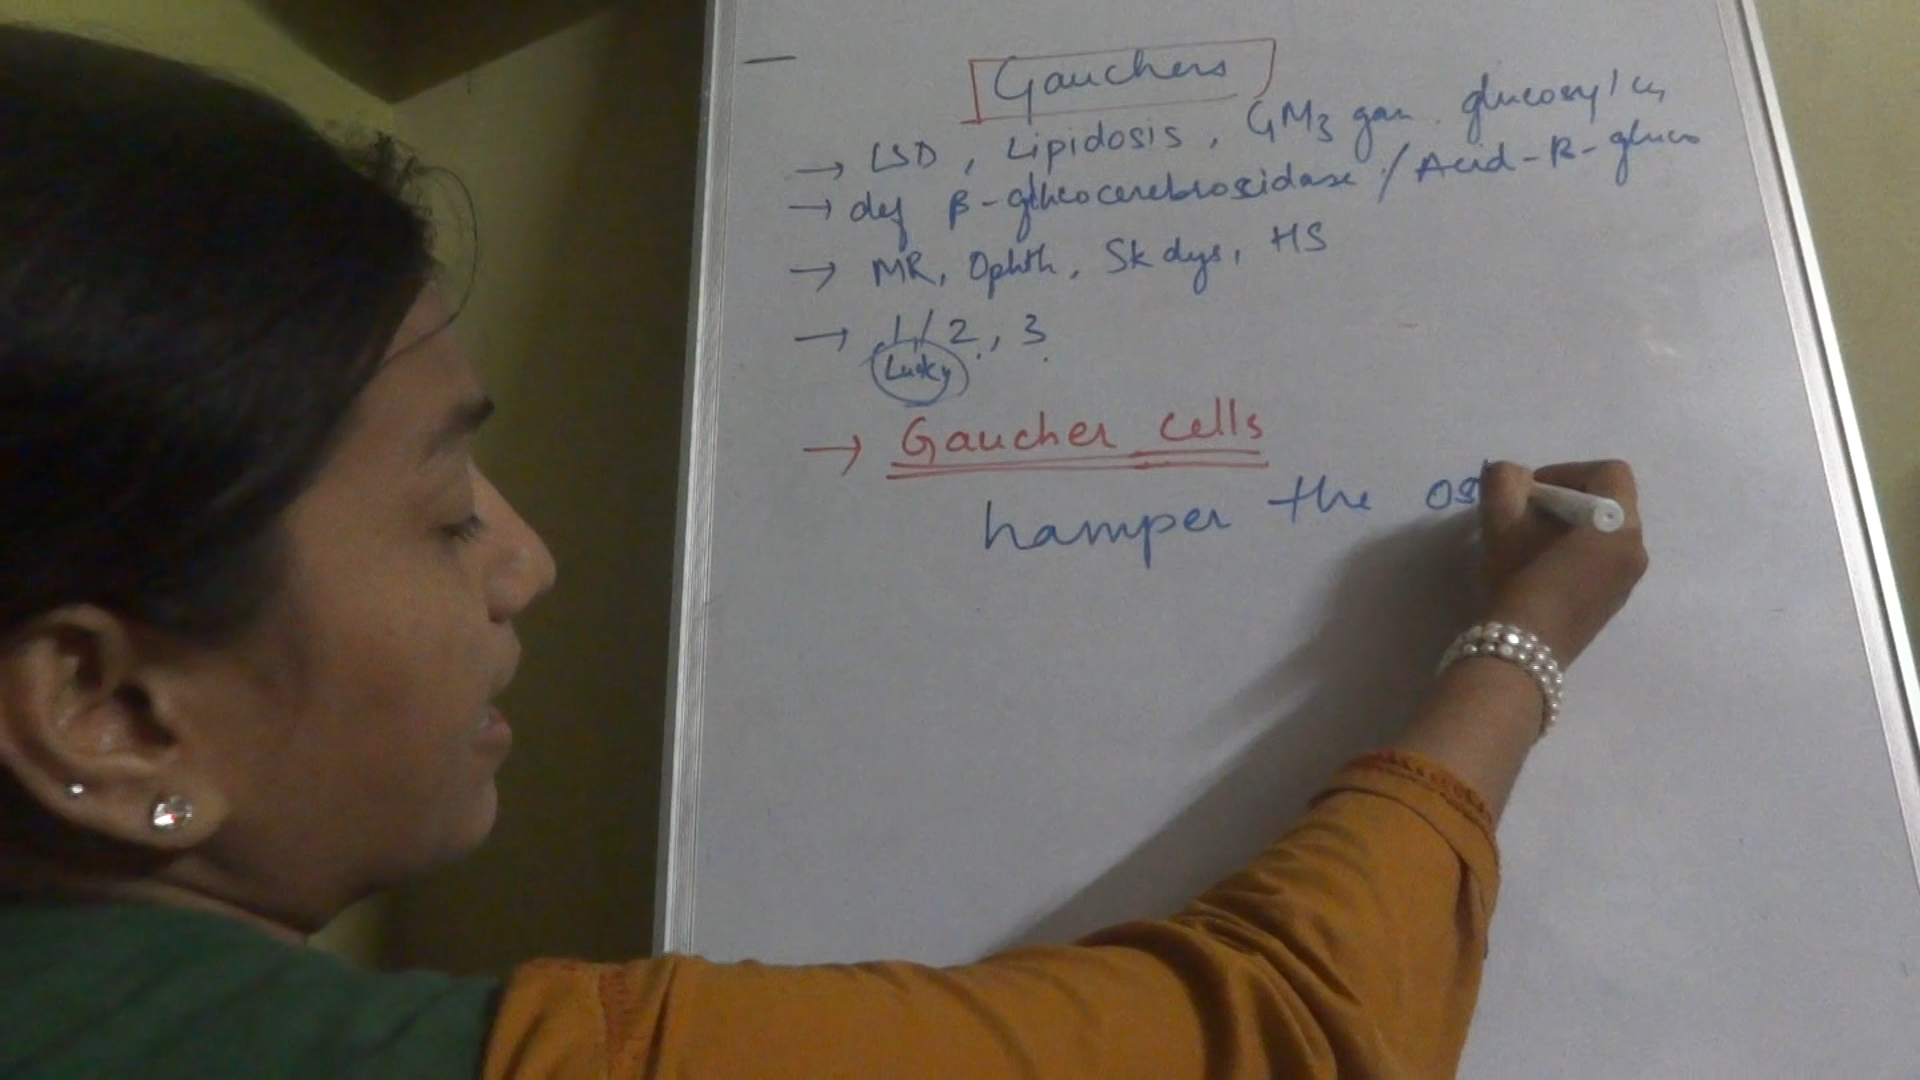 Gauchers
→ LSD, Lipidosis, GM3 gan. glucosyl
→ def β-glucocerebrosidase / Acid-β-gluco
→ MR, Ophth, Sk dys, HS
→ 1/2, 3
Lucky
→ Gaucher cells
hamper the os